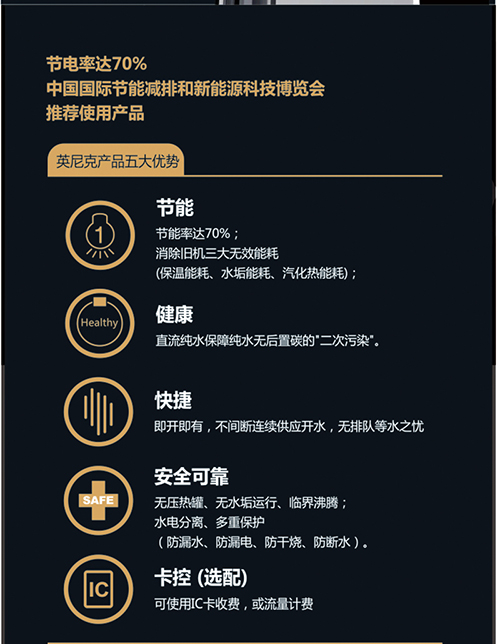 节电率达70%
中国国际节能减排和新能源科技博览会
推荐使用产品
英尼克产品五大优势
1
节能
节能率达70%；
消除旧机三大无效能耗
(保温能耗、水垢能耗、汽化热能耗)；
Healthy
健康
直流纯水保障纯水无后置碳的"二次污染"。
快捷
即开即有，不间断连续供应开水，无排队等水之忧
SAFE
安全可靠
无压热罐、无水垢运行、临界沸腾；
水电分离、多重保护
（防漏水、防漏电、防干烧、防断水）。
IC
卡控 (选配)
可使用IC卡收费，或流量计费